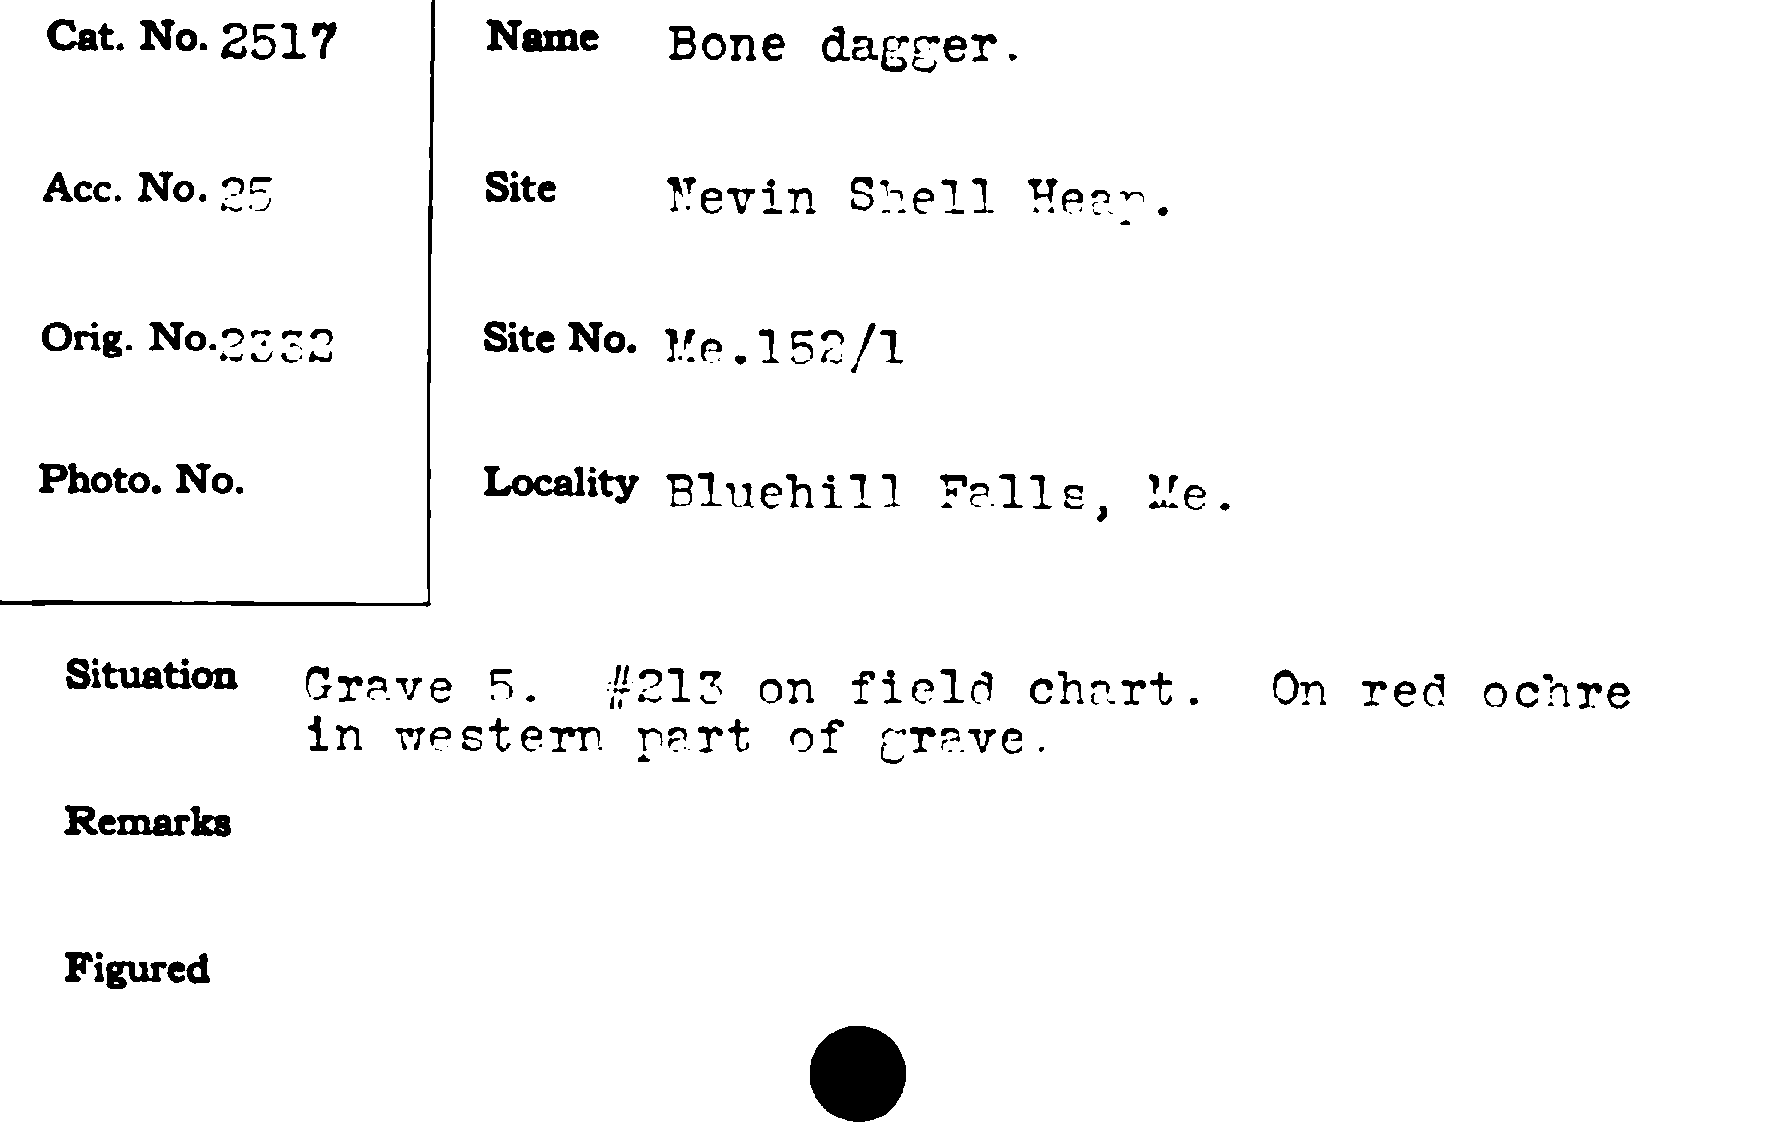 Cat. No. 2517
Name Bone dagger.
Acc. No. 25
Site Nevin Shell Heap.
Orig. No. 2332
Site No. Me.152/1
Photo. No.
Locality Bluehill Falls, Me.
Situation Grave 5. #213 on field chart. On red ochre
in western part of grave.
Remarks
Figured